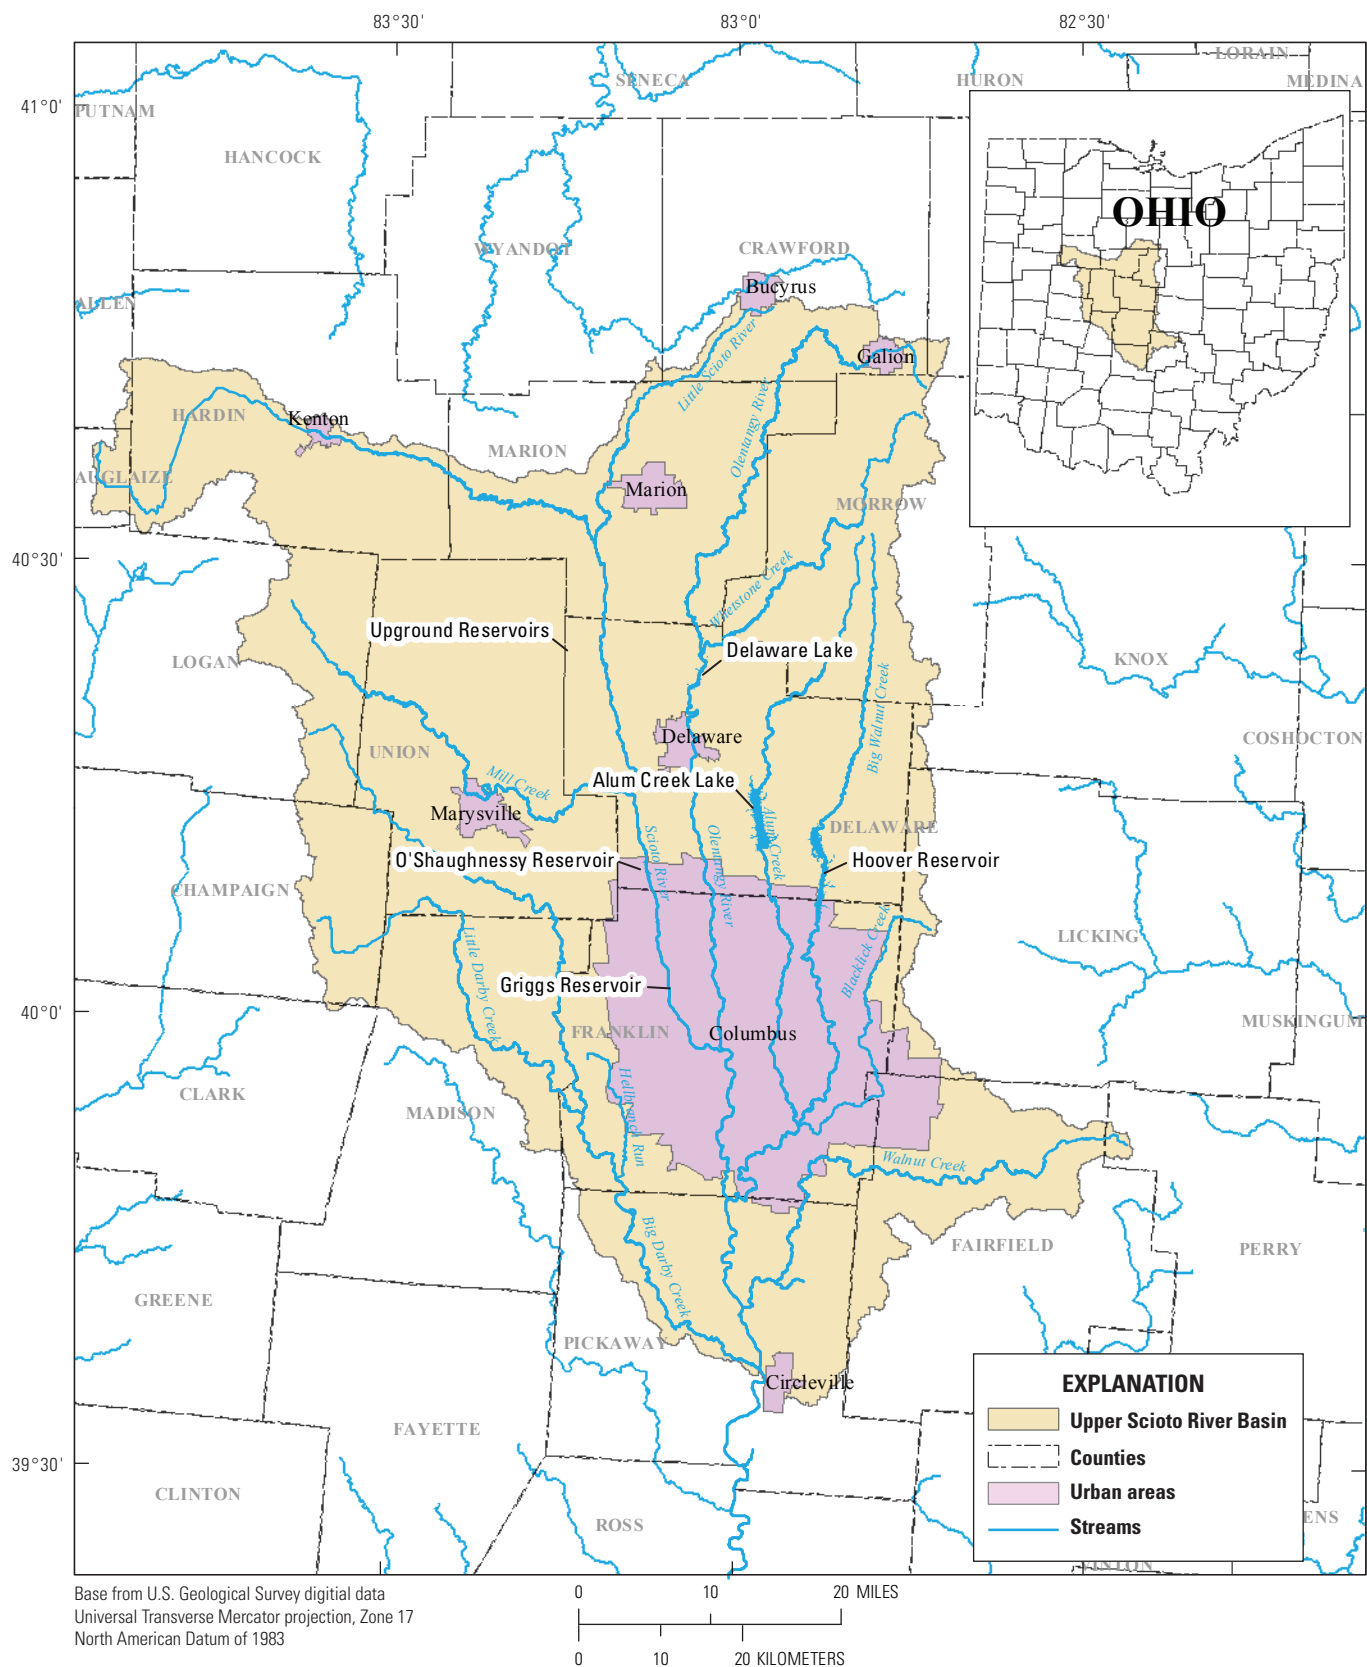 83°30'
83°0'
82°30'
41°0'
40°30'
40°0'
39°30'
LORAIN
SENECA
HURON
MEDINA
PUTNAM
HANCOCK
OHIO
WYANDOT
CRAWFORD
Bucyrus
ALLEN
Little Scioto River
Galion
HARDIN
Kenton
Olentangy River
MARION
AUGLAIZE
Marion
MORROW
Whetstone Creek
Upground Reservoirs
Delaware Lake
LOGAN
KNOX
Big Walnut Creek
Delaware
COSHOCTON
UNION
Mill Creek
Alum Creek Lake
Marysville
Alum Creek
DELAWARE
Scioto River
Olentangy River
O'Shaughnessy Reservoir
Hoover Reservoir
CHAMPAIGN
Little Darby Creek
Blacklick Creek
LICKING
Griggs Reservoir
FRANKLIN
Columbus
MUSKINGUM
CLARK
MADISON
Hellbranch Run
Walnut Creek
Big Darby Creek
FAIRFIELD
PERRY
GREENE
PICKAWAY
Circleville
FAYETTE
CLINTON
ROSS
ENS
VINTON
EXPLANATION
Upper Scioto River Basin
Counties
Urban areas
Streams
Base from U.S. Geological Survey digitial data
Universal Transverse Mercator projection, Zone 17
North American Datum of 1983
0 10 20 MILES
0 10 20 KILOMETERS